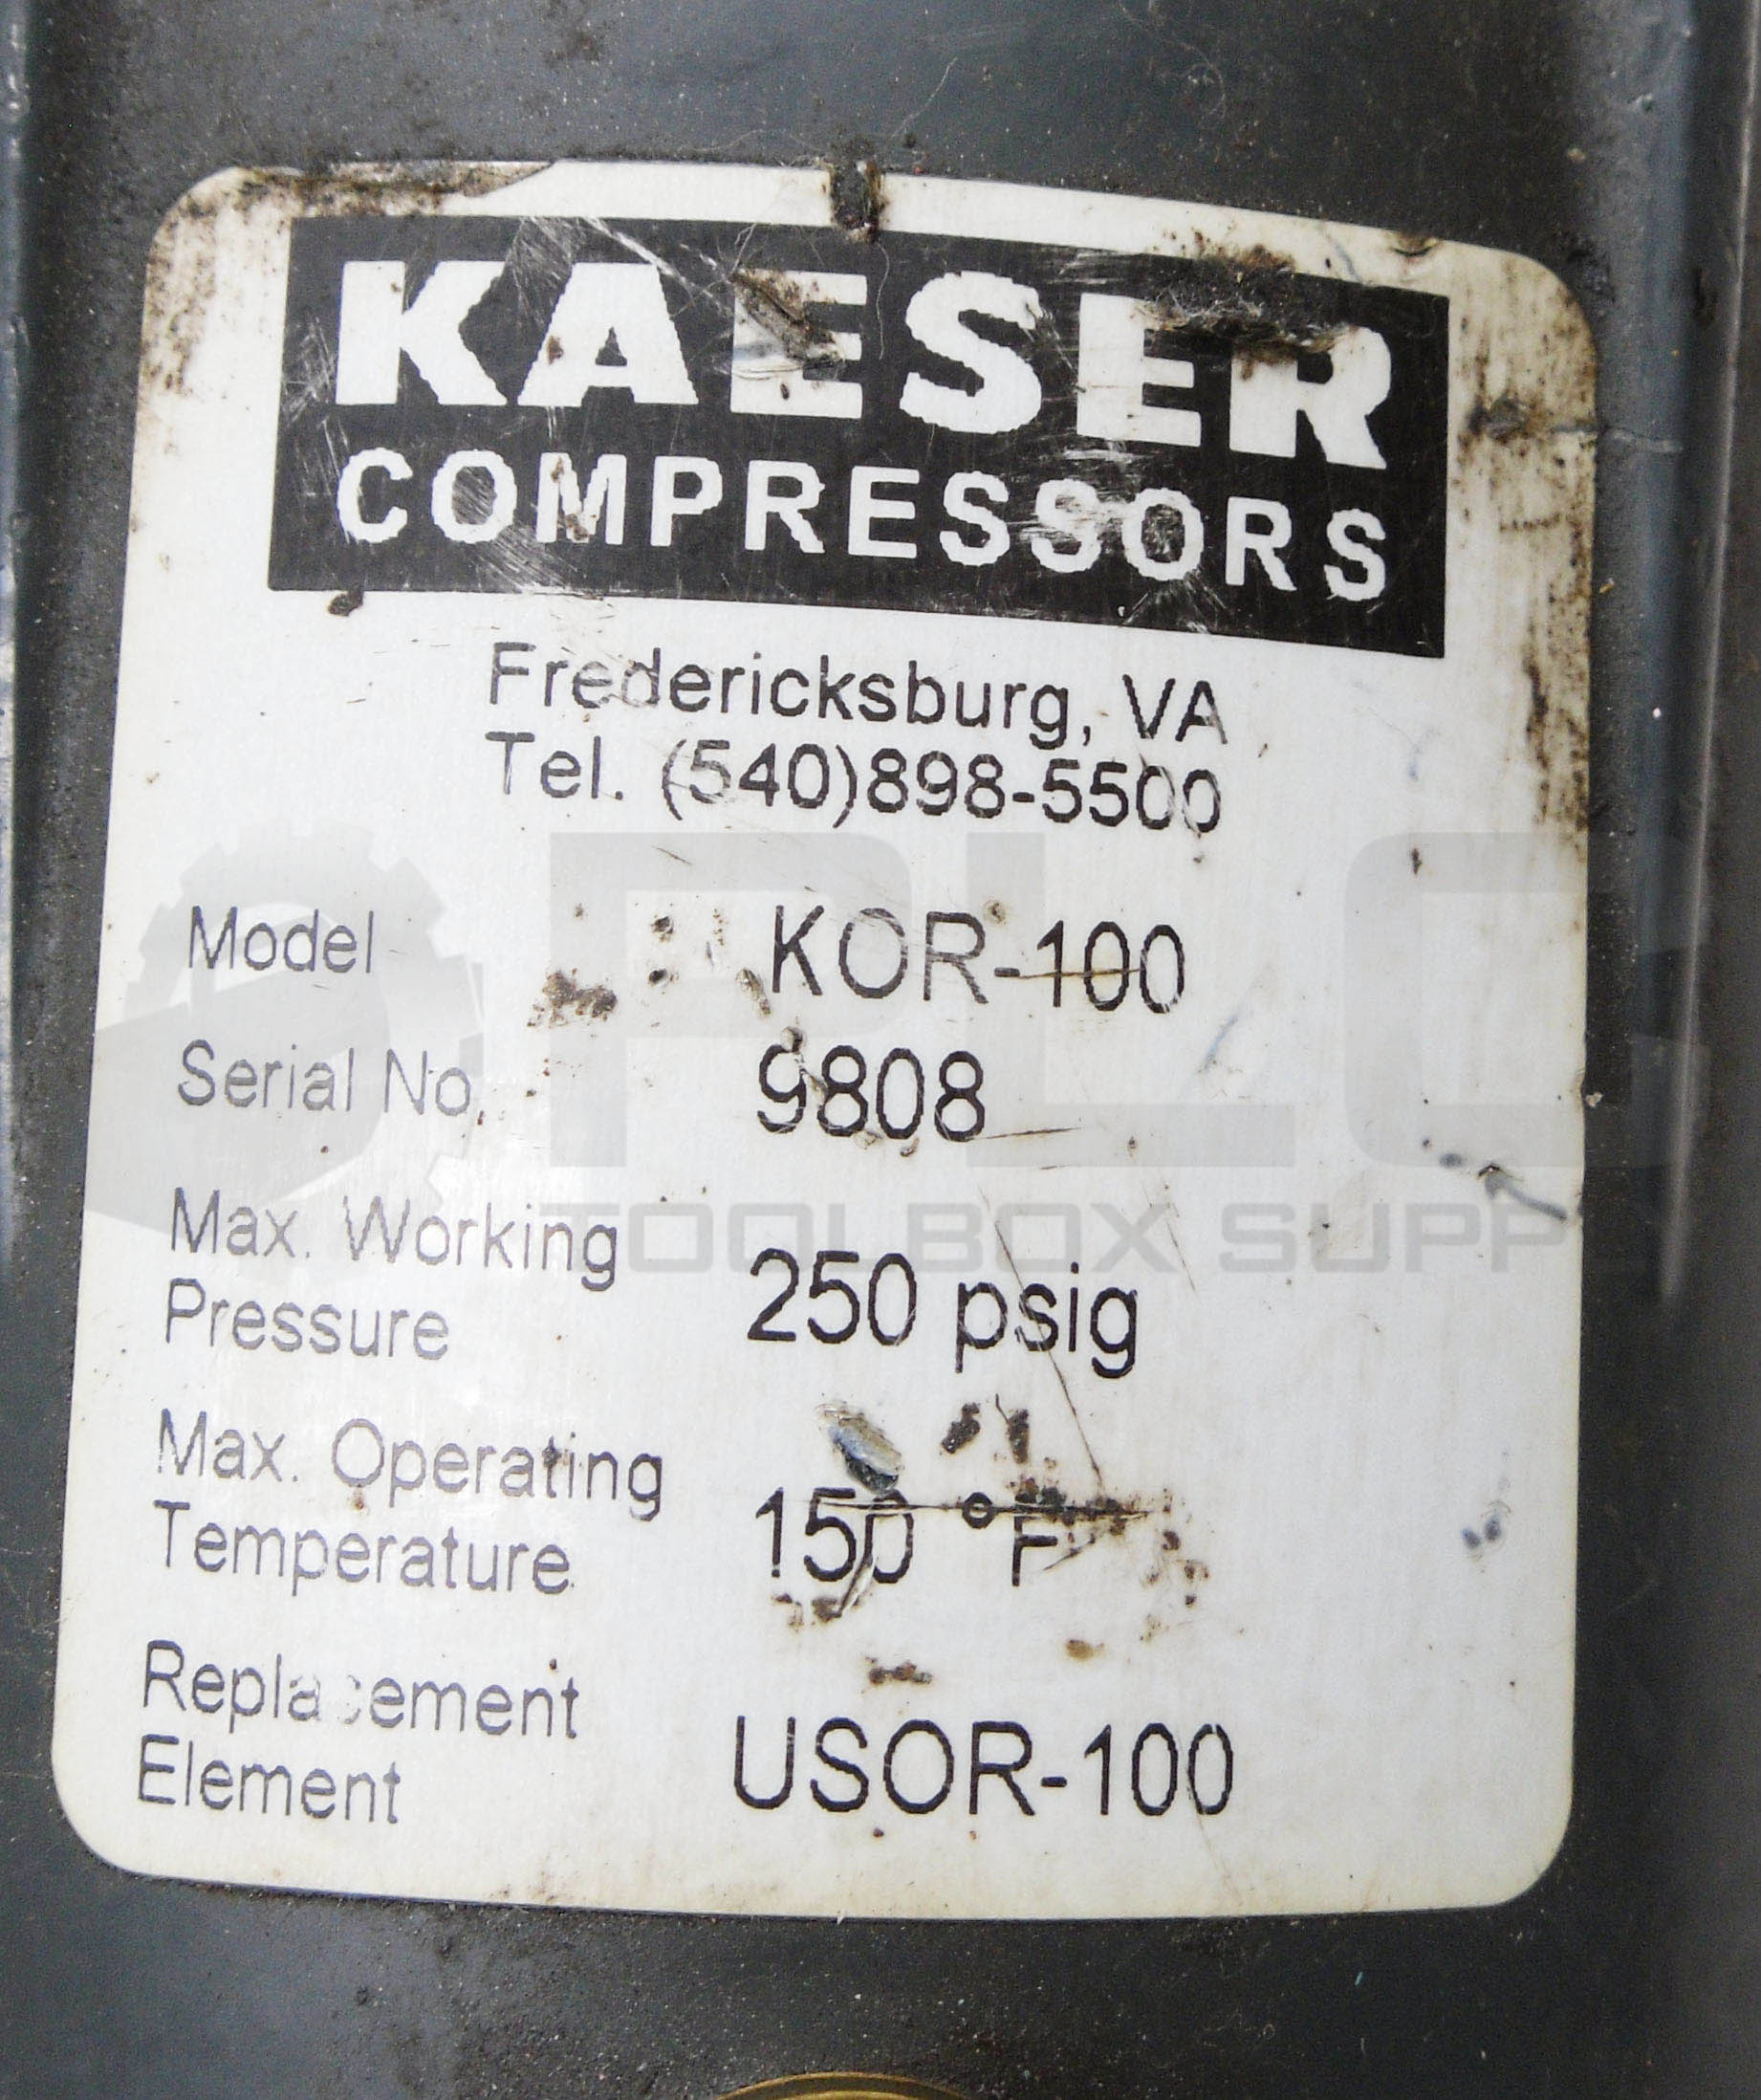 KAESER
COMPRESSORS
Fredericksburg, VA
Tel. (540)898-5500
Model KOR-100
Serial No. 9808
Max. Working
Pressure 250 psig
Max. Operating
Temperature 150 °F
Replacement
Element USOR-100
PLC
TOOLBOX SUPP